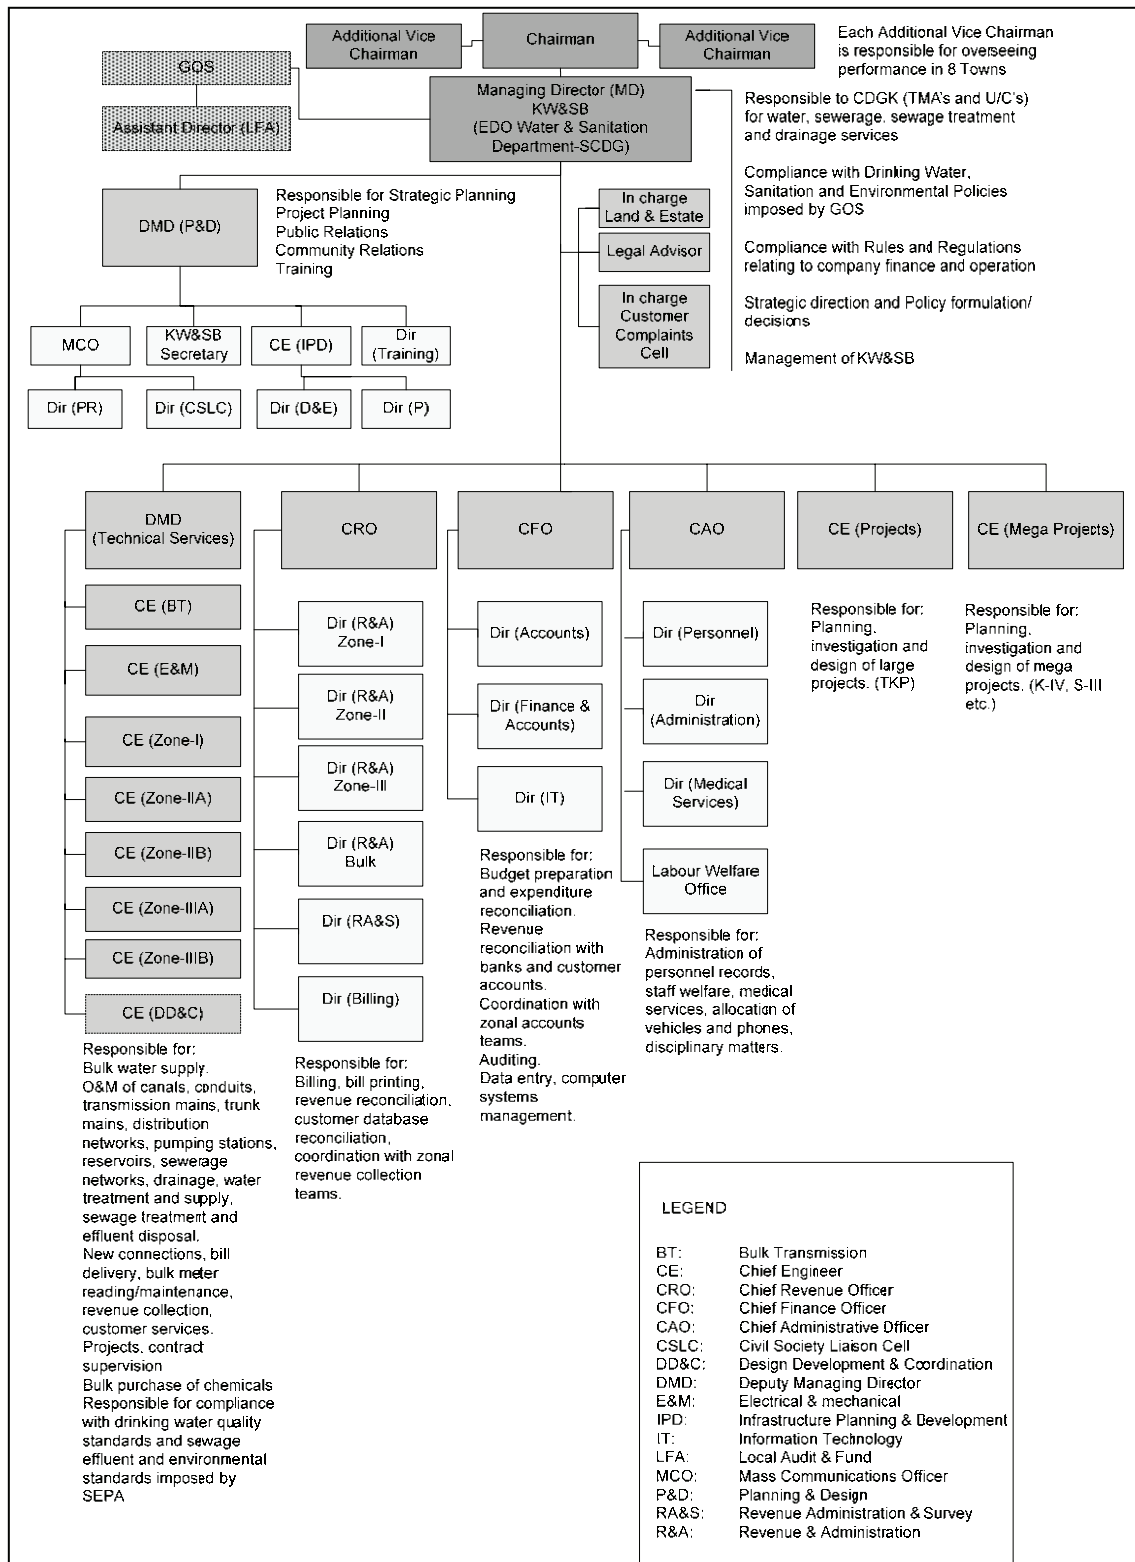 Additional Vice
Chairman
Chairman
Additional Vice
Chairman
Each Additional Vice Chairman
is responsible for overseeing
performance in 8 Towns
GOS
Assistant Director (LFA)
Managing Director (MD)
KW&SB
(EDO Water & Sanitation
Department-SCDG)
Responsible to CDGK (TMA's and U/C's)
for water, sewerage, sewage treatment
and drainage services
Compliance with Drinking Water,
Sanitation and Environmental Policies
imposed by GOS
Compliance with Rules and Regulations
relating to company finance and operation
Strategic direction and Policy formulation/
decisions
Management of KW&SB
DMD (P&D)
Responsible for Strategic Planning
Project Planning
Public Relations
Community Relations
Training
In charge
Land & Estate
Legal Advisor
In charge
Customer
Complaints
Cell
MCO
KW&SB
Secretary
CE (IPD)
Dir
(Training)
Dir (PR)
Dir (CSLC)
Dir (D&E)
Dir (P)
DMD
(Technical Services)
CRO
CFO
CAO
CE (Projects)
CE (Mega Projects)
CE (BT)
CE (E&M)
CE (Zone-I)
CE (Zone-IIA)
CE (Zone-IIB)
CE (Zone-IIIA)
CE (Zone-IIIB)
CE (DD&C)
Responsible for:
Bulk water supply.
O&M of canals, conduits,
transmission mains, trunk
mains, distribution
networks, pumping stations,
reservoirs, sewerage
networks, drainage, water
treatment and supply,
sewage treatment and
effluent disposal.
New connections, bill
delivery, bulk meter
reading/maintenance,
revenue collection,
customer services.
Projects, contract
supervision
Bulk purchase of chemicals
Responsible for compliance
with drinking water quality
standards and sewage
effluent and environmental
standards imposed by
SEPA
Dir (R&A)
Zone-I
Dir (R&A)
Zone-II
Dir (R&A)
Zone-III
Dir (R&A)
Bulk
Dir (RA&S)
Dir (Billing)
Responsible for:
Billing, bill printing,
revenue reconciliation,
customer database
reconciliation,
coordination with zonal
revenue collection
teams.
Dir (Accounts)
Dir (Finance &
Accounts)
Dir (IT)
Responsible for:
Budget preparation
and expenditure
reconciliation.
Revenue
reconciliation with
banks and customer
accounts.
Coordination with
zonal accounts
teams.
Auditing.
Data entry, computer
systems
management.
Dir (Personnel)
Dir
(Administration)
Dir (Medical
Services)
Labour Welfare
Office
Responsible for:
Administration of
personnel records,
staff welfare, medical
services, allocation of
vehicles and phones,
disciplinary matters.
Responsible for:
Planning,
investigation and
design of large
projects. (TKP)
Responsible for:
Planning,
investigation and
design of mega
projects. (K-IV, S-III
etc.)
LEGEND
BT: Bulk Transmission
CE: Chief Engineer
CRO: Chief Revenue Officer
CFO: Chief Finance Officer
CAO: Chief Administrative Officer
CSLC: Civil Society Liaison Cell
DD&C: Design Development & Coordination
DMD: Deputy Managing Director
E&M: Electrical & mechanical
IPD: Infrastructure Planning & Development
IT: Information Technology
LFA: Local Audit & Fund
MCO: Mass Communications Officer
P&D: Planning & Design
RA&S: Revenue Administration & Survey
R&A: Revenue & Administration